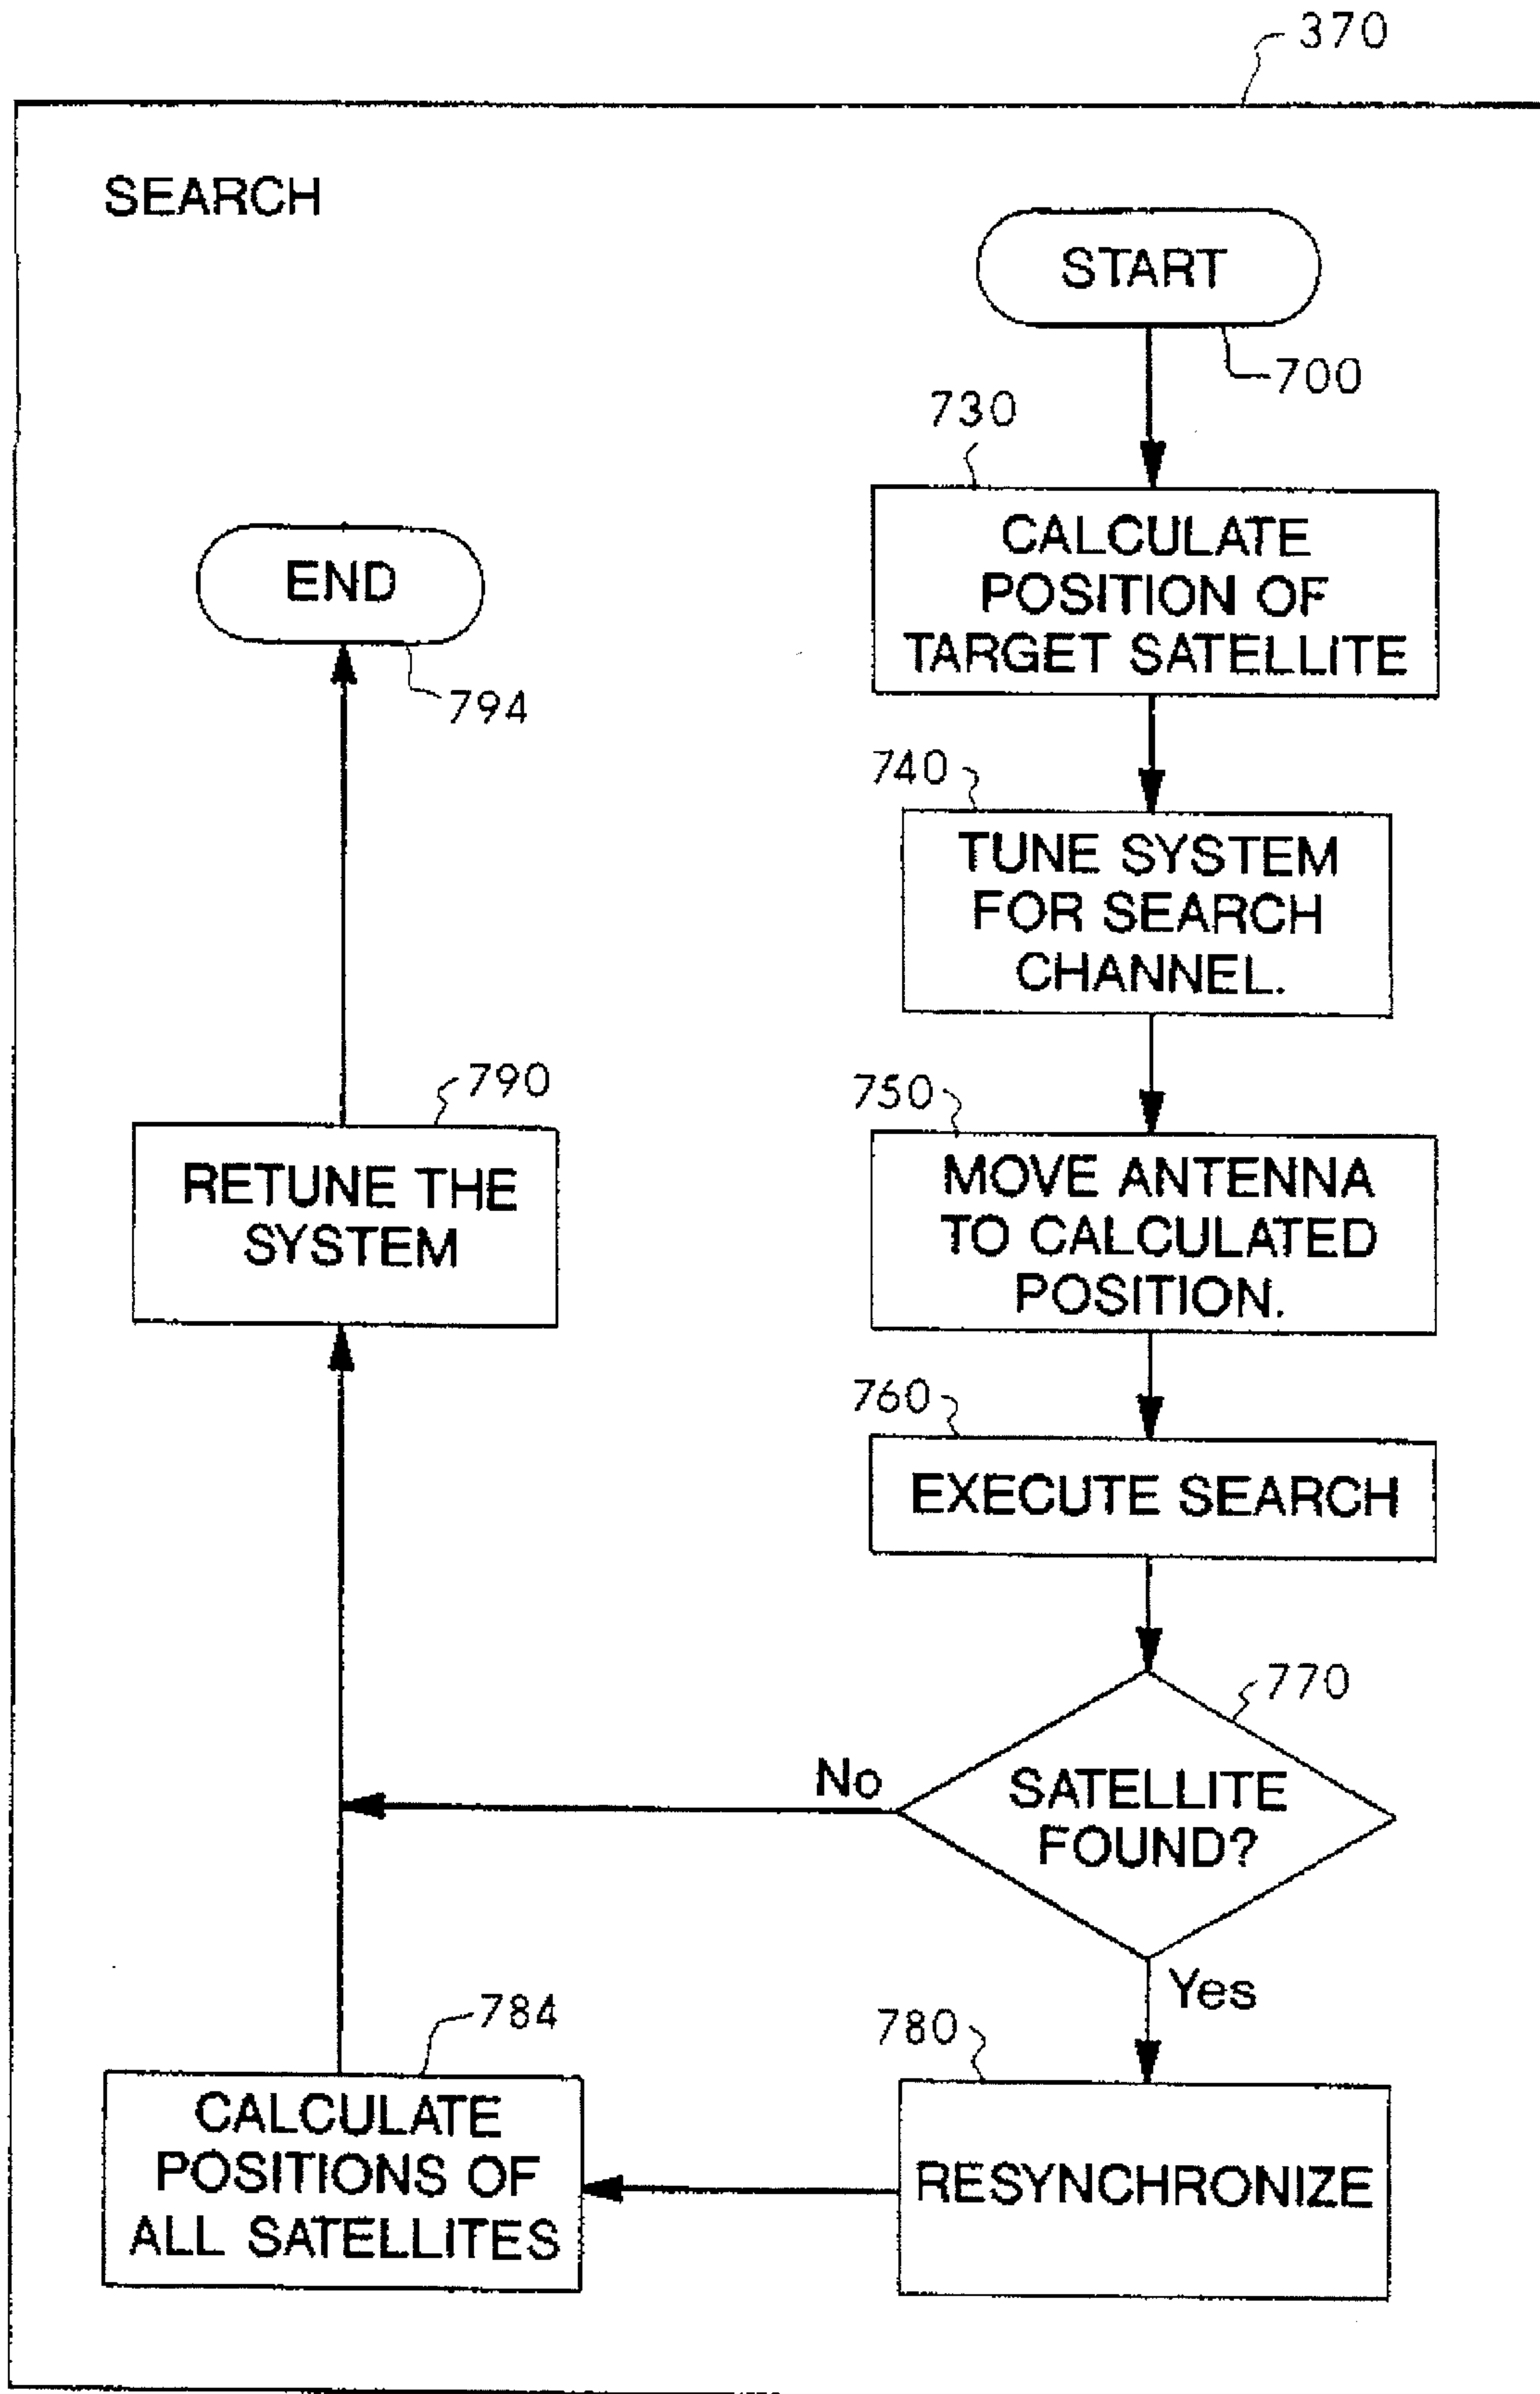 370
SEARCH
START
700
730
CALCULATE
POSITION OF
TARGET SATELLITE
740
TUNE SYSTEM
FOR SEARCH
CHANNEL.
750
MOVE ANTENNA
TO CALCULATED
POSITION.
760
EXECUTE SEARCH
770
SATELLITE
FOUND?
No
Yes
780
RESYNCHRONIZE
784
CALCULATE
POSITIONS OF
ALL SATELLITES
790
RETUNE THE
SYSTEM
END
794